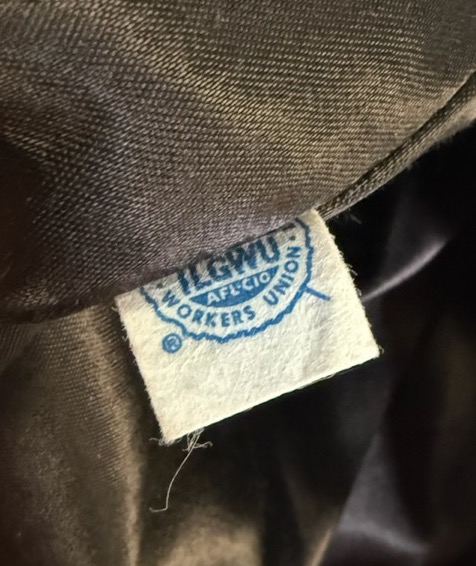 ILGWU
AFL-CIO
WORKERS UNION
®